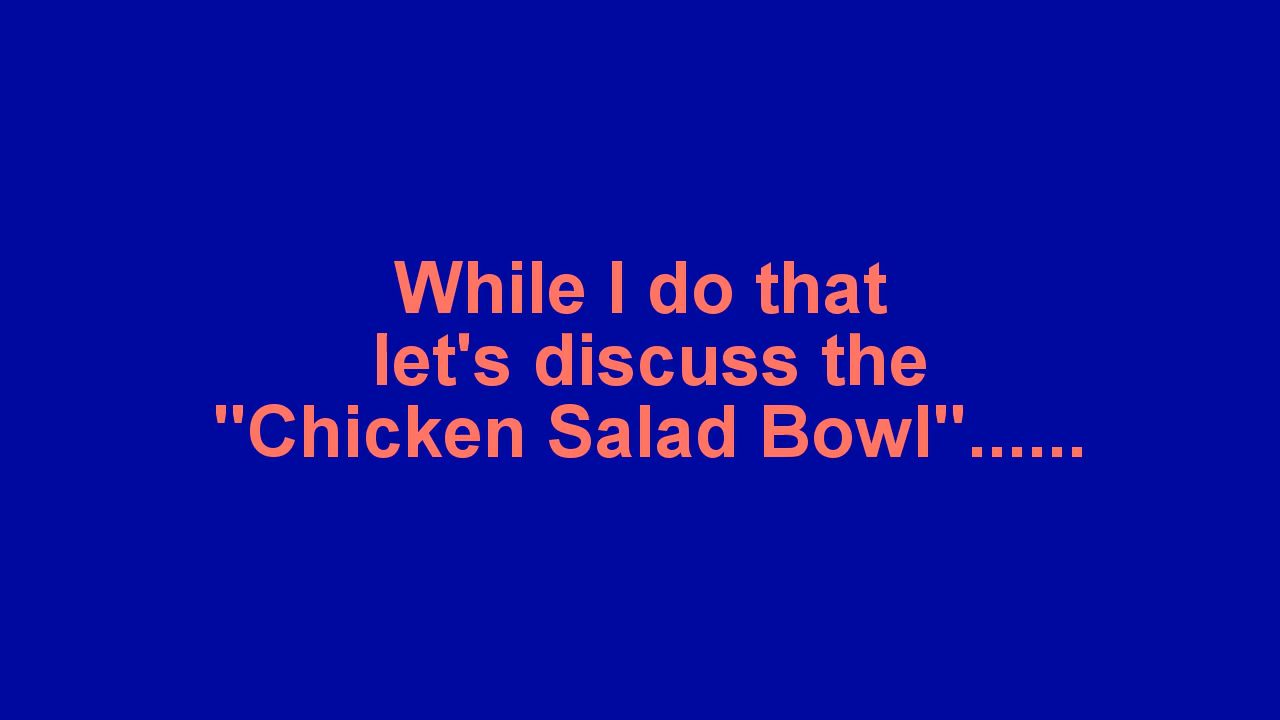 While I do that
let's discuss the
"Chicken Salad Bowl"......